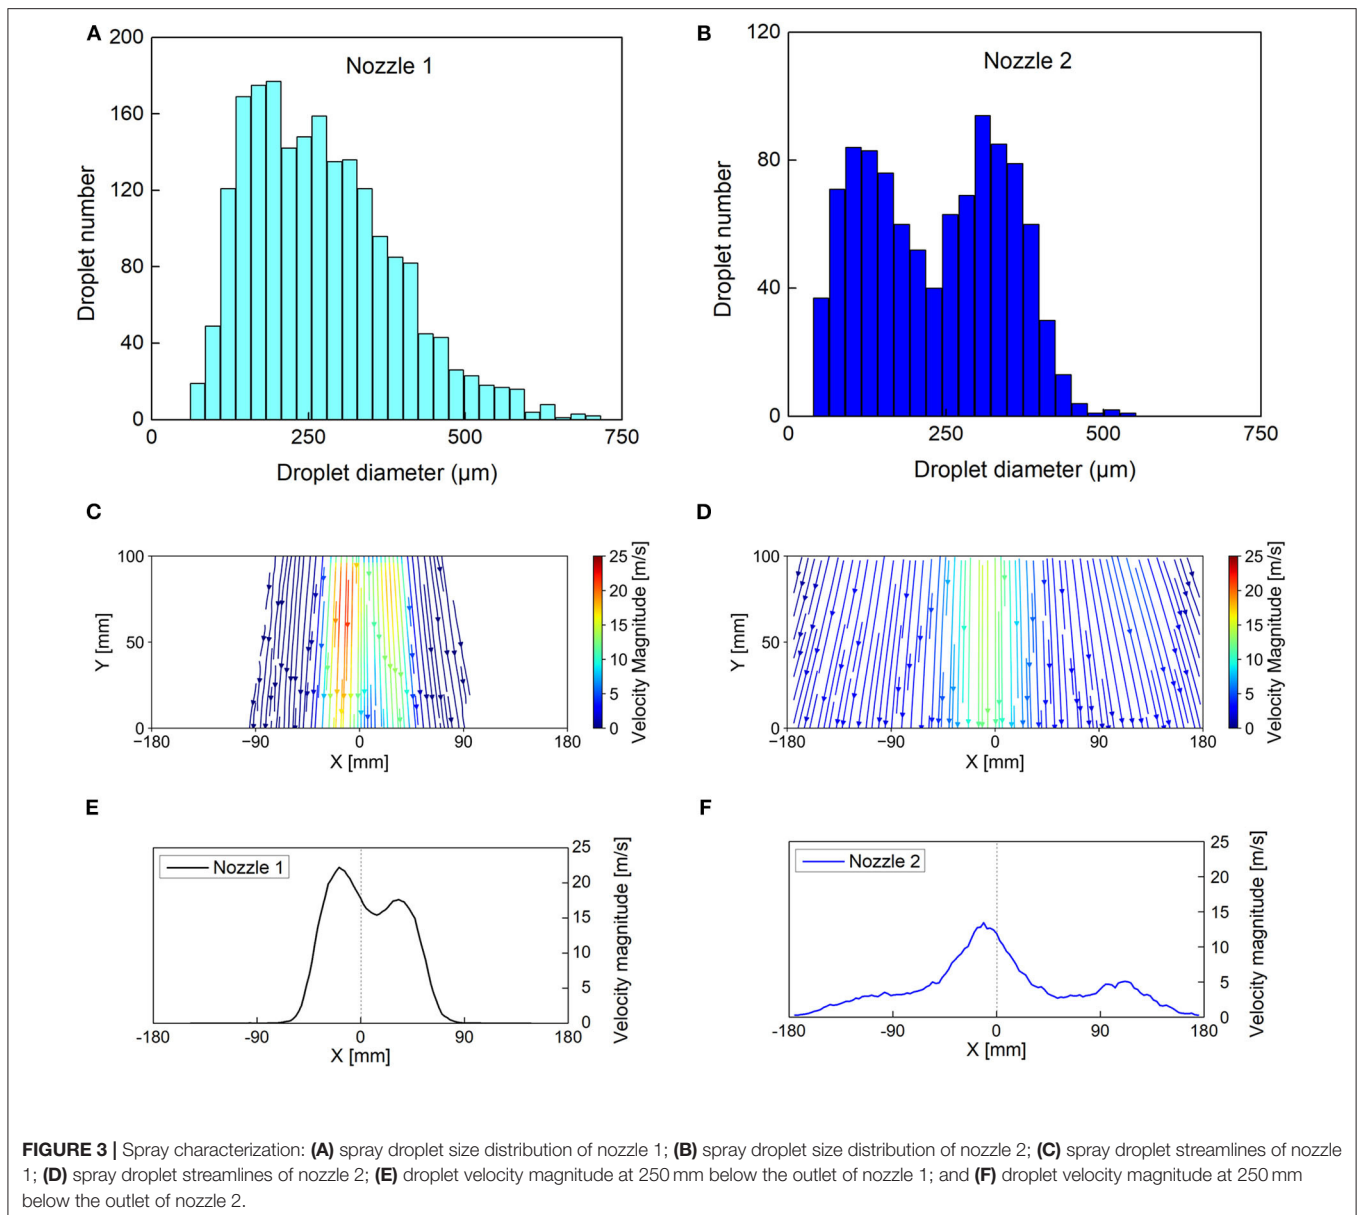 A
Nozzle 1
200
160
120
80
40
0
Droplet number
0 250 500 750
Droplet diameter (µm)
B
Nozzle 2
120
80
40
0
Droplet number
0 250 500 750
Droplet diameter (µm)
C
100
50
0
Y [mm]
−180 −90 0 90 180
X [mm]
25
20
15
10
5
0
Velocity Magnitude [m/s]
D
100
50
0
Y [mm]
−180 −90 0 90 180
X [mm]
25
20
15
10
5
0
Velocity Magnitude [m/s]
E
Nozzle 1
25
20
15
10
5
0
Velocity magnitude [m/s]
-180 -90 0 90 180
X [mm]
F
Nozzle 2
25
20
15
10
5
0
Velocity magnitude [m/s]
-180 -90 0 90 180
X [mm]
FIGURE 3 | Spray characterization: (A) spray droplet size distribution of nozzle 1; (B) spray droplet size distribution of nozzle 2; (C) spray droplet streamlines of nozzle
1; (D) spray droplet streamlines of nozzle 2; (E) droplet velocity magnitude at 250 mm below the outlet of nozzle 1; and (F) droplet velocity magnitude at 250 mm
below the outlet of nozzle 2.